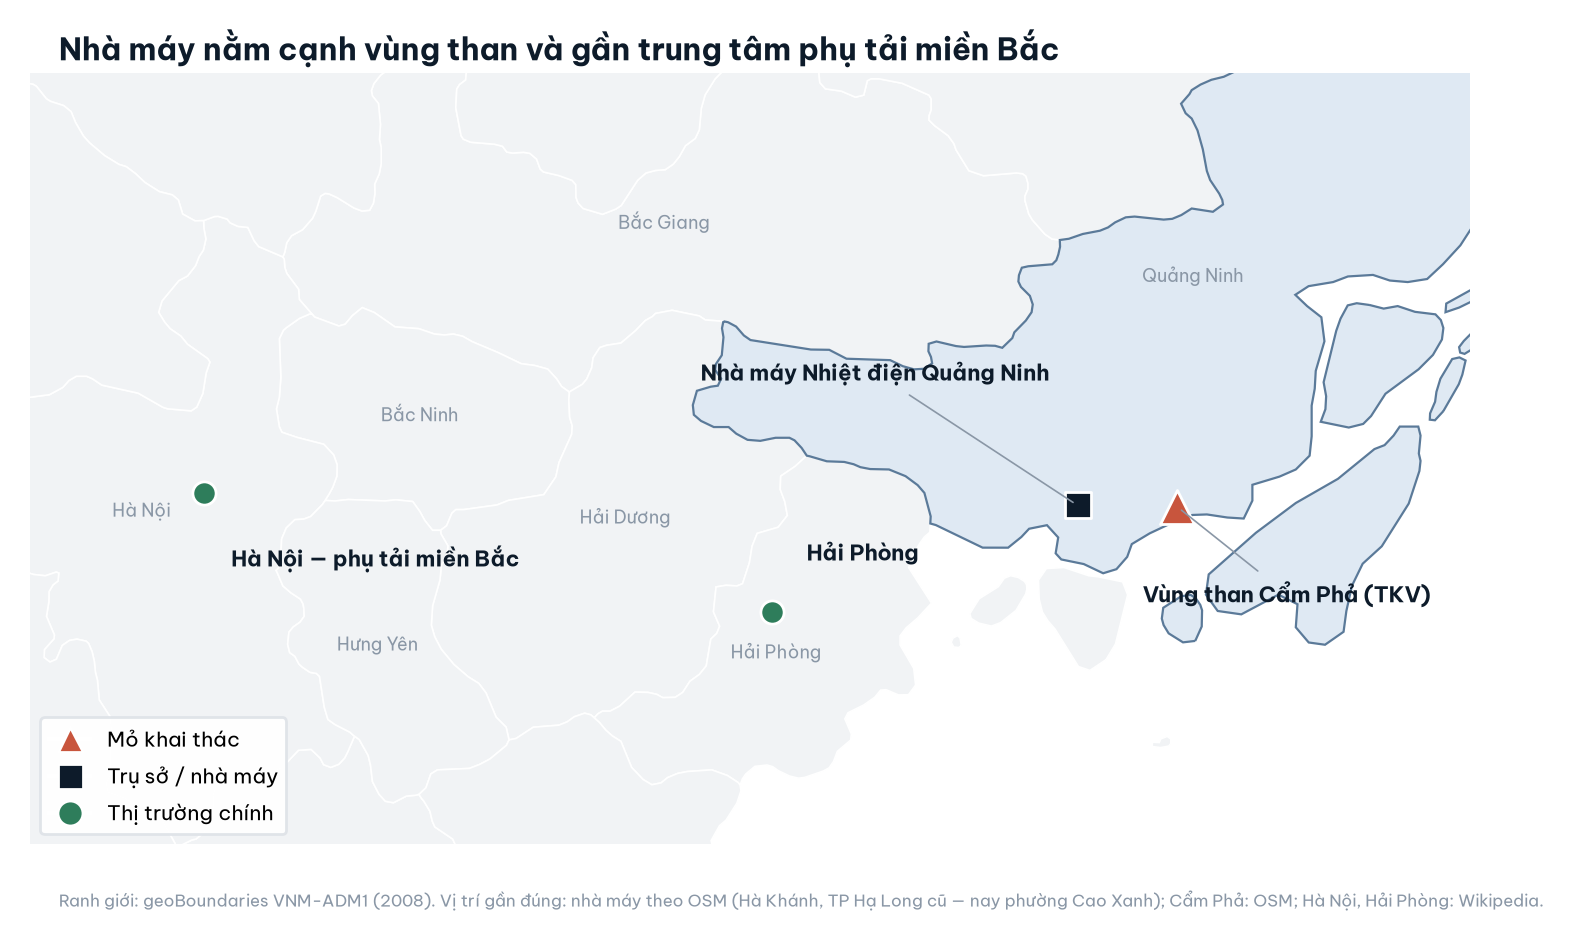 Nhà máy nằm cạnh vùng than và gần trung tâm phụ tải miền Bắc
Bắc Giang
Quảng Ninh
Nhà máy Nhiệt điện Quảng Ninh
Bắc Ninh
Hà Nội
Hải Dương
Hà Nội – phụ tải miền Bắc
Hải Phòng
Vùng than Cẩm Phả (TKV)
Hưng Yên
Hải Phòng
Mỏ khai thác
Trụ sở / nhà máy
Thị trường chính
Ranh giới: geoBoundaries VNM-ADM1 (2008). Vị trí gần đúng: nhà máy theo OSM (Hà Khánh, TP Hạ Long cũ — nay phường Cao Xanh); Cẩm Phả: OSM; Hà Nội, Hải Phòng: Wikipedia.